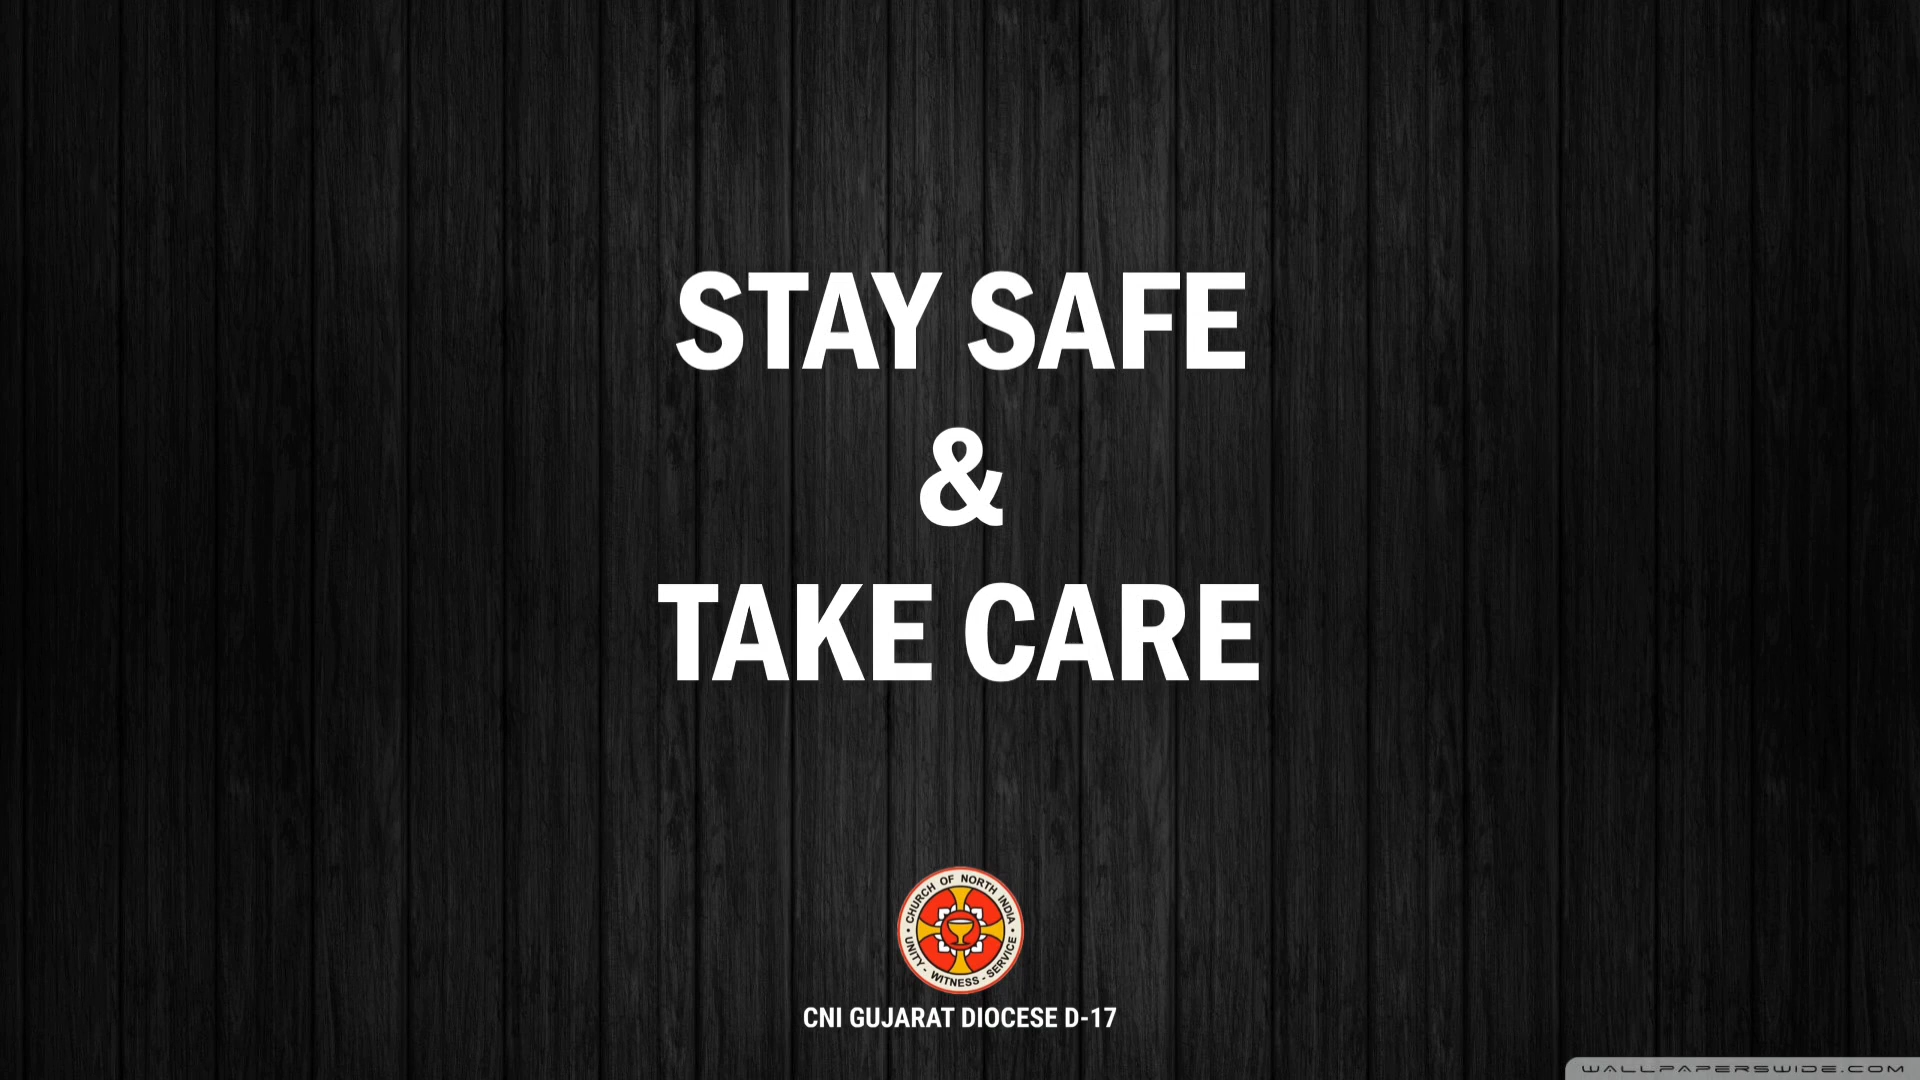 STAY SAFE
&
TAKE CARE
CHURCH OF NORTH INDIA
• UNITY - WITNESS - SERVICE •
CNI GUJARAT DIOCESE D-17
WALLPAPERSWIDE.COM